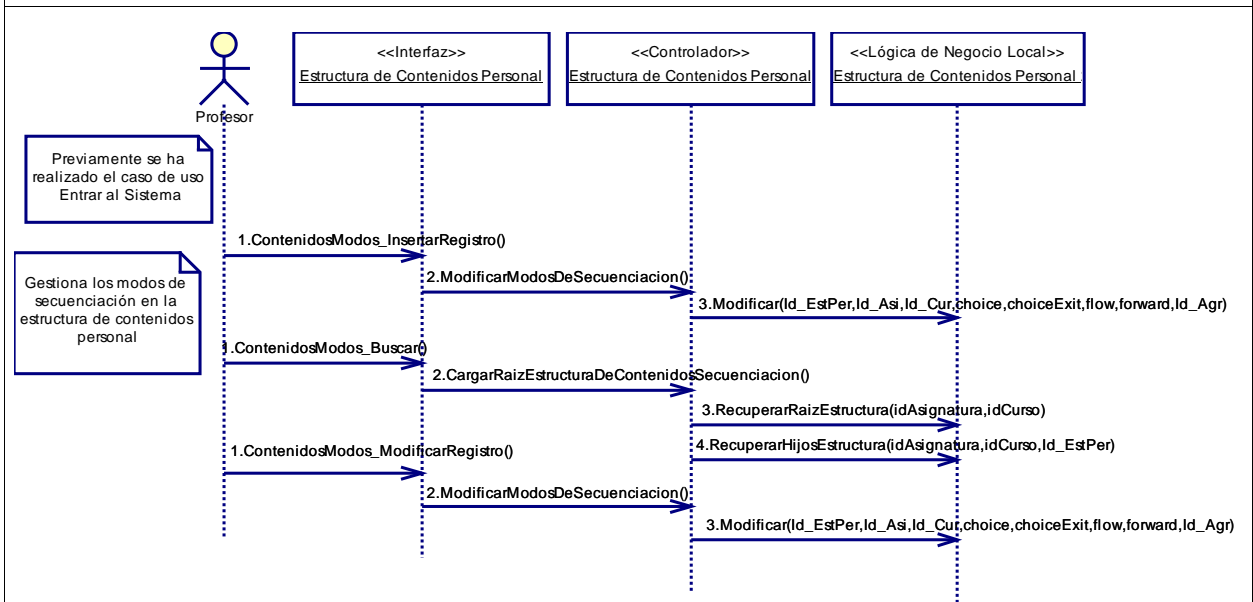 <<Interfaz>>
Estructura de Contenidos Personal
<<Controlador>>
Estructura de Contenidos Personal
<<Lógica de Negocio Local>>
Estructura de Contenidos Personal :
Profesor
Previamente se ha
realizado el caso de uso
Entrar al Sistema
1.ContenidosModos_InsertarRegistro()
2.ModificarModosDeSecuenciacion()
3.Modificar(Id_EstPer,Id_Asi,Id_Cur,choice,choiceExit,flow,forward,Id_Agr)
Gestiona los modos de
secuenciación en la
estructura de contenidos
personal
1.ContenidosModos_Buscar()
2.CargarRaizEstructuraDeContenidosSecuenciacion()
3.RecuperarRaizEstructura(idAsignatura,idCurso)
4.RecuperarHijosEstructura(idAsignatura,idCurso,Id_EstPer)
1.ContenidosModos_ModificarRegistro()
2.ModificarModosDeSecuenciacion()
3.Modificar(Id_EstPer,Id_Asi,Id_Cur,choice,choiceExit,flow,forward,Id_Agr)